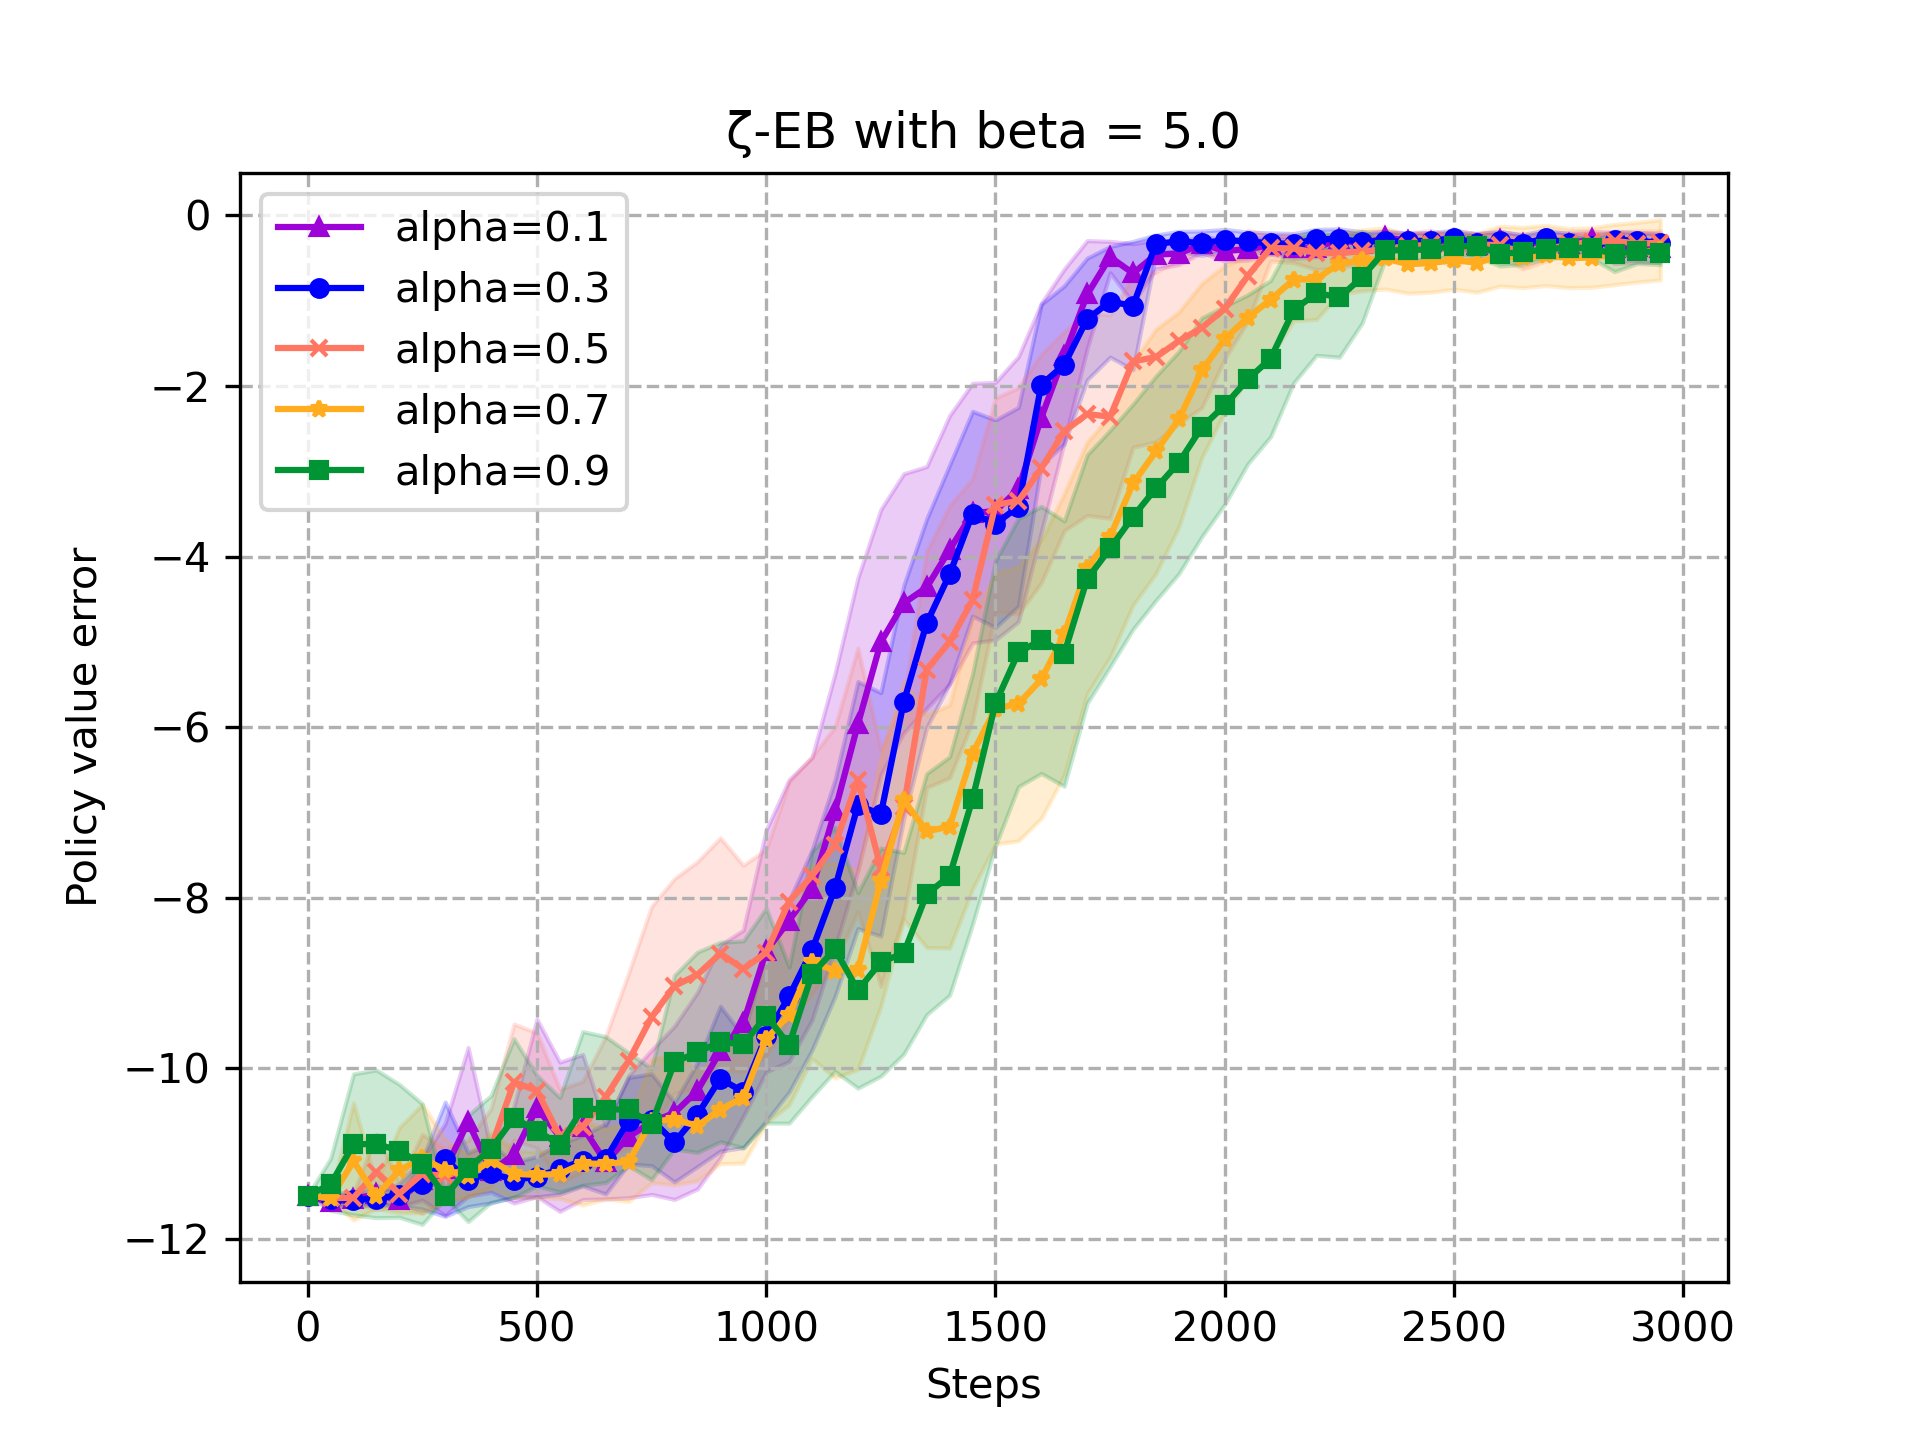 ζ-EB with beta = 5.0
alpha=0.1
alpha=0.3
alpha=0.5
alpha=0.7
alpha=0.9
Policy value error
0
−2
−4
−6
−8
−10
−12
0 500 1000 1500 2000 2500 3000
Steps